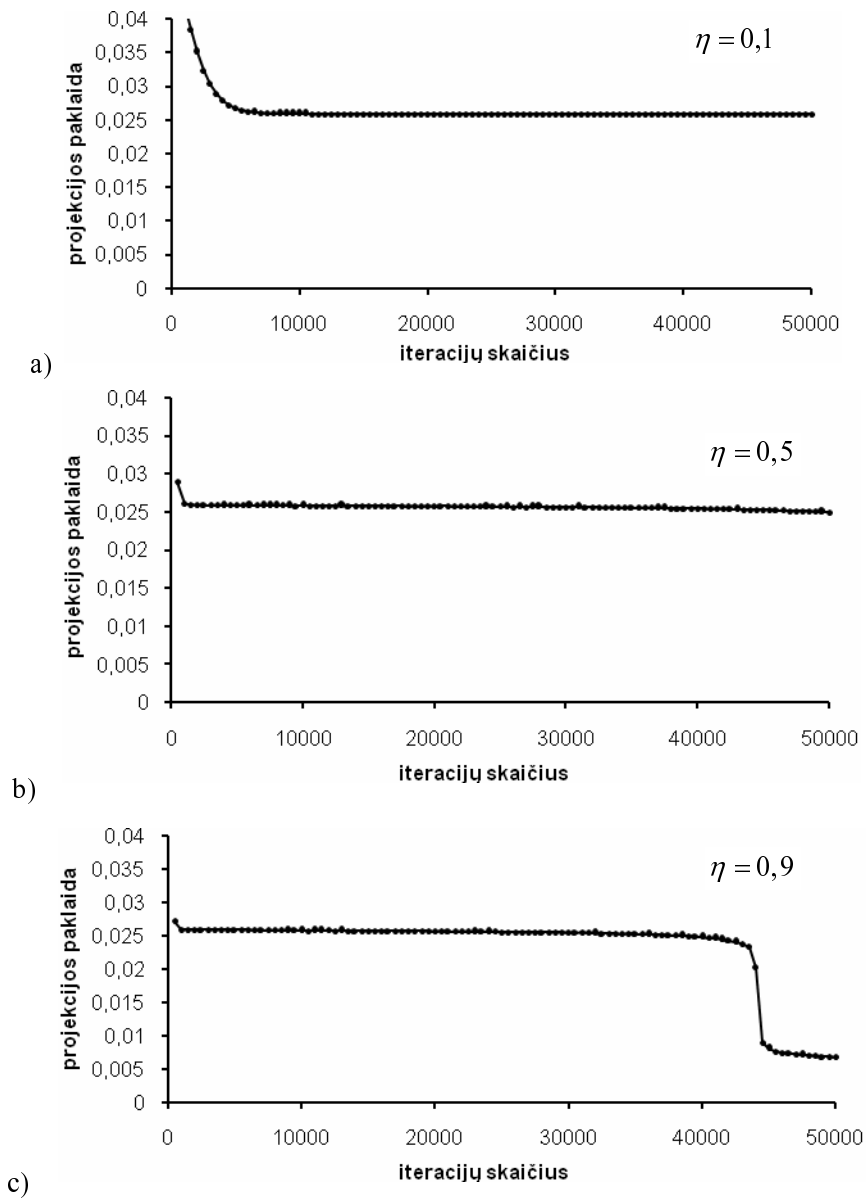 η = 0,1
projekcijos paklaida
0,04
0,035
0,03
0,025
0,02
0,015
0,01
0,005
0
0 10000 20000 30000 40000 50000
iteracijų skaičius
a)
η = 0,5
projekcijos paklaida
0,04
0,035
0,03
0,025
0,02
0,015
0,01
0,005
0
0 10000 20000 30000 40000 50000
iteracijų skaičius
b)
η = 0,9
projekcijos paklaida
0,04
0,035
0,03
0,025
0,02
0,015
0,01
0,005
0
0 10000 20000 30000 40000 50000
iteracijų skaičius
c)